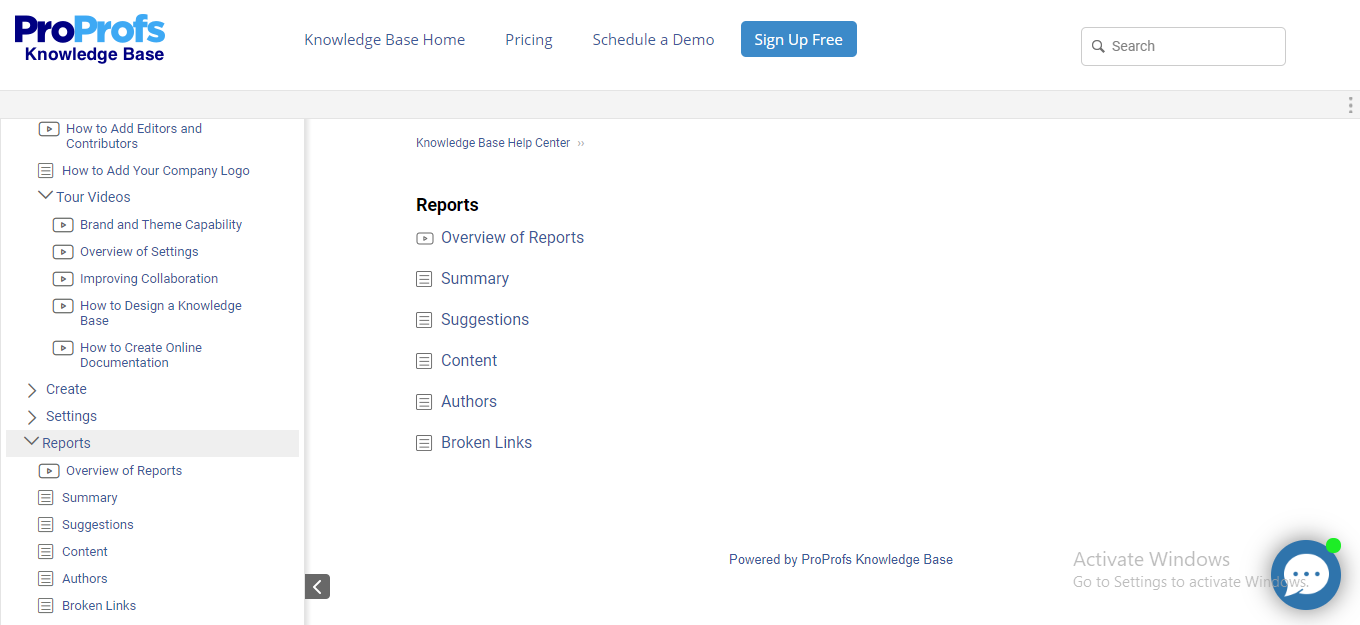 ProProfs
Knowledge Base
Knowledge Base Home
Pricing
Schedule a Demo
Sign Up Free
Search
How to Add Editors and
Contributors
How to Add Your Company Logo
Tour Videos
Brand and Theme Capability
Overview of Settings
Improving Collaboration
How to Design a Knowledge
Base
How to Create Online
Documentation
Create
Settings
Reports
Overview of Reports
Summary
Suggestions
Content
Authors
Broken Links
Knowledge Base Help Center »
Reports
Overview of Reports
Summary
Suggestions
Content
Authors
Broken Links
Powered by ProProfs Knowledge Base
Activate Windows
Go to Settings to activate Windows.